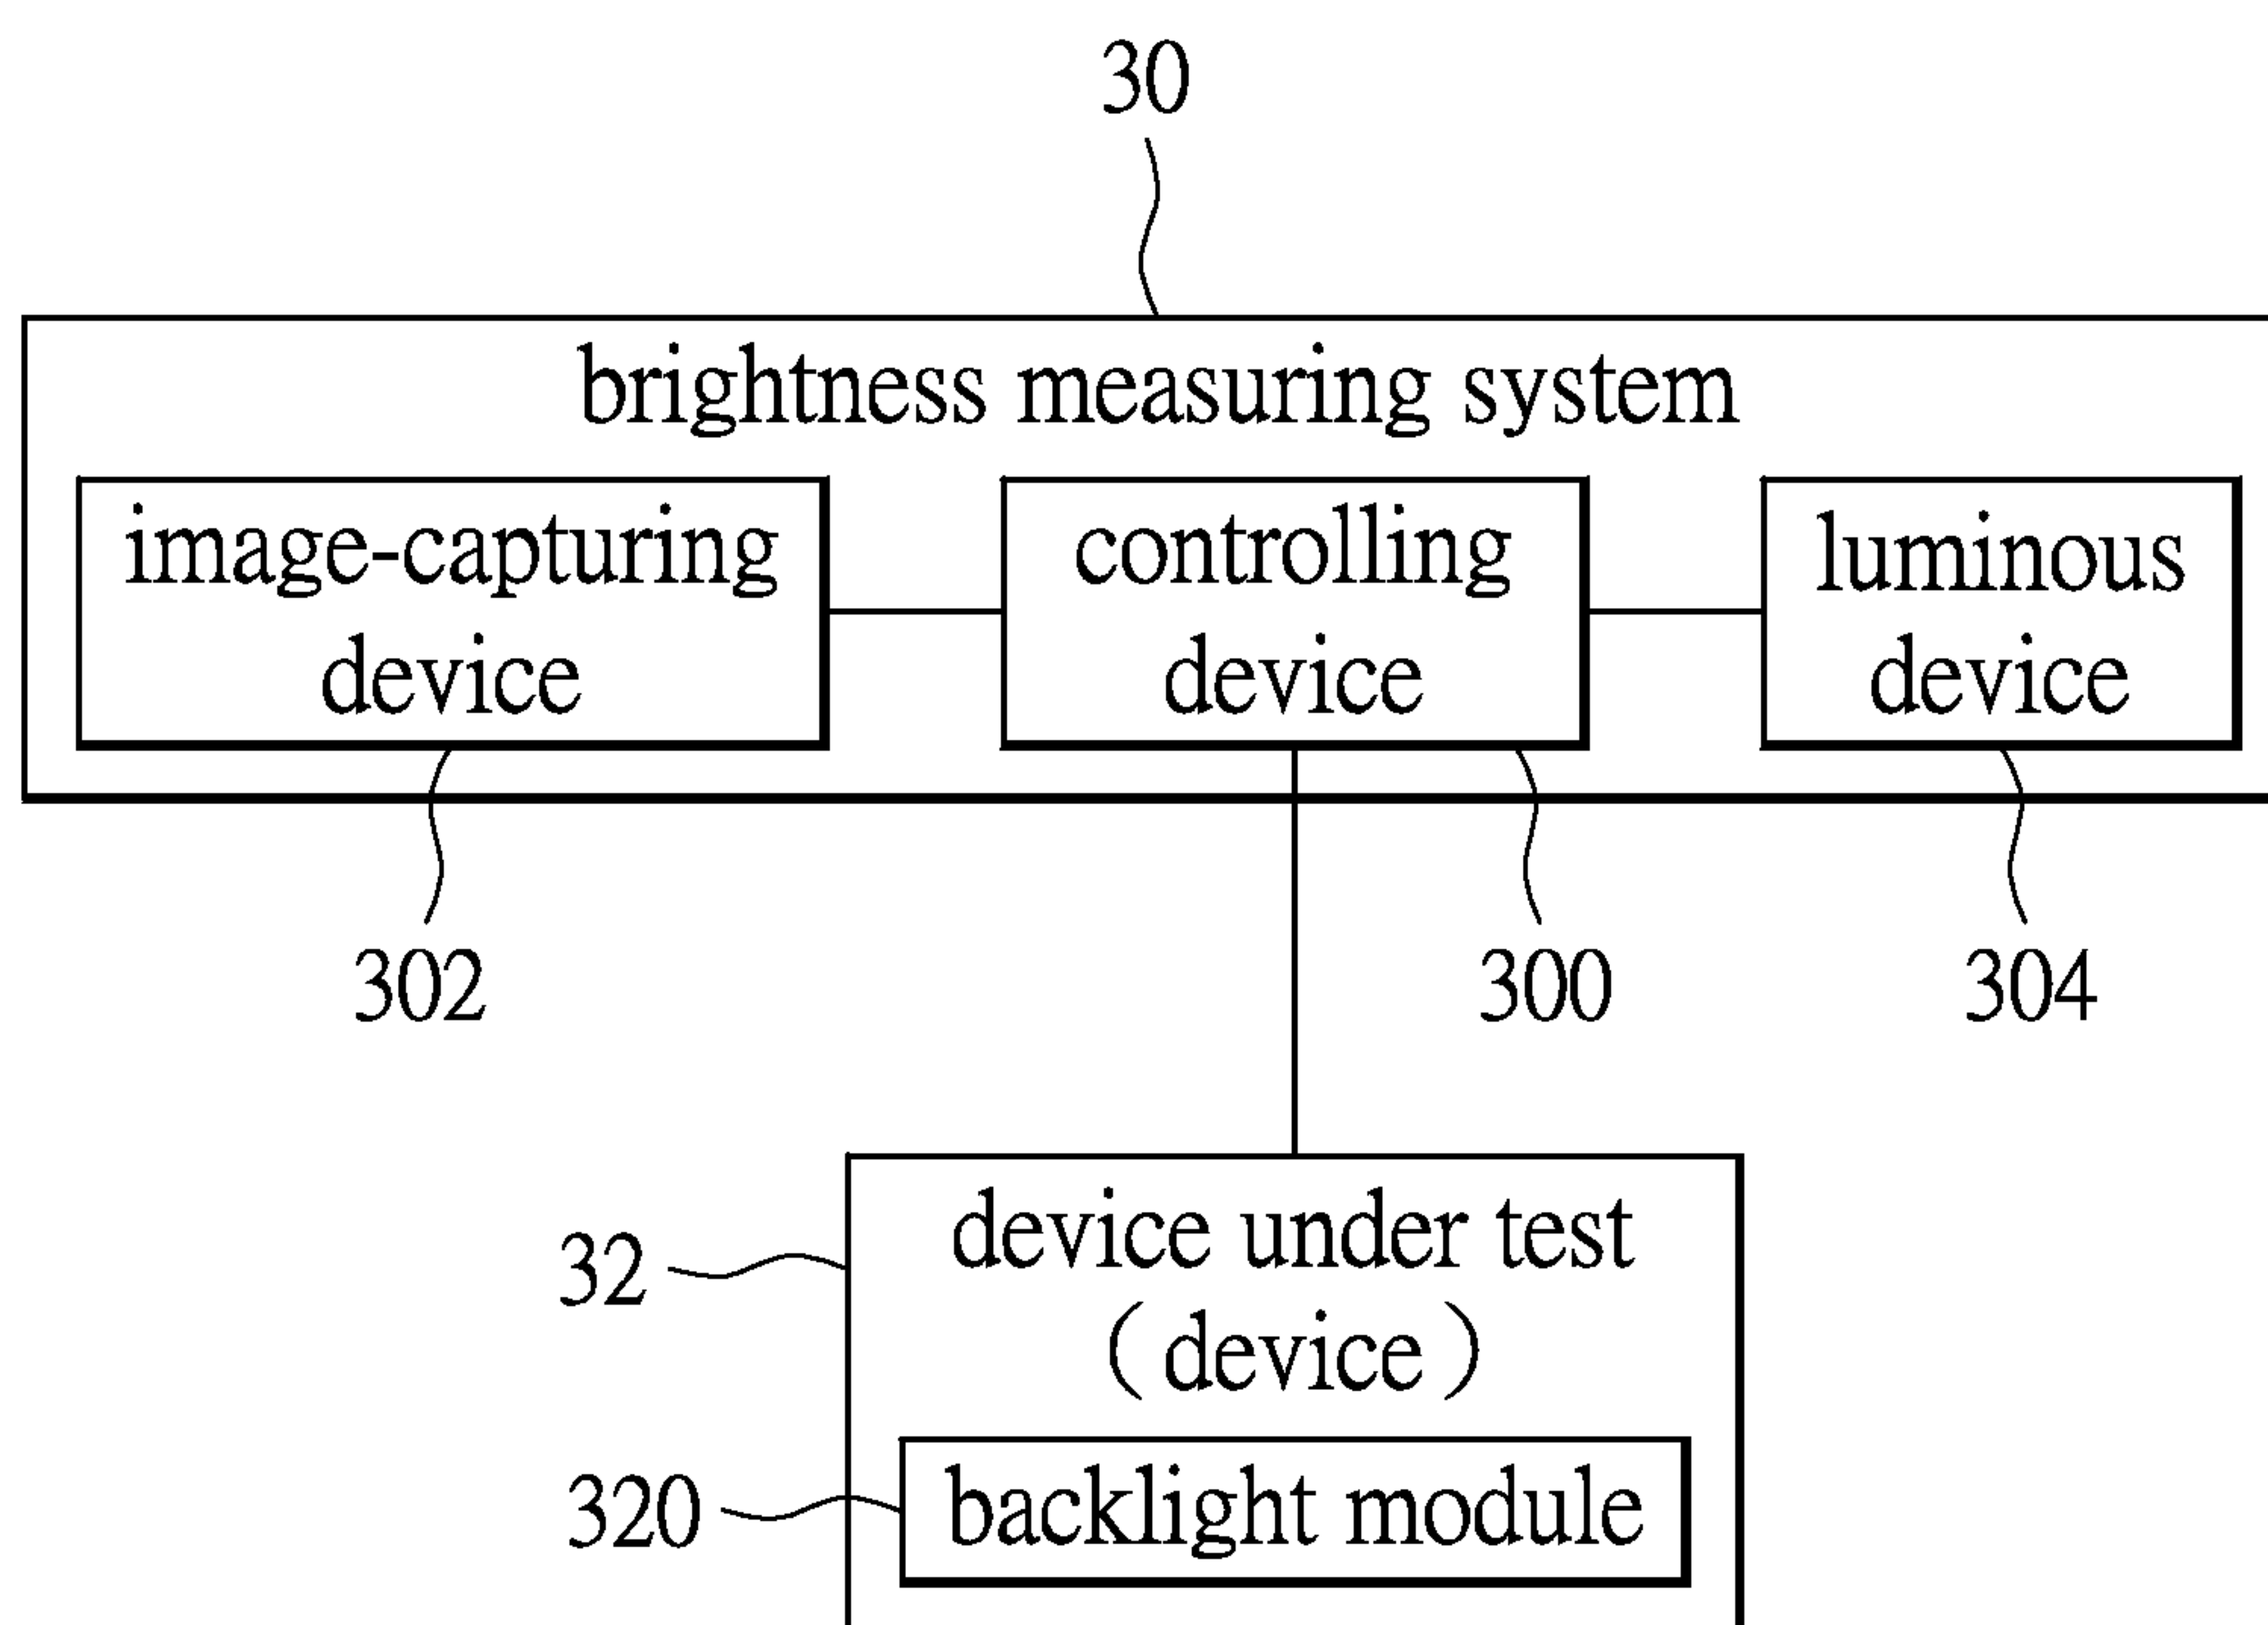 30
brightness measuring system
image-capturing
device
controlling
device
luminous
device
302
300
304
32
device under test
(device)
320
backlight module